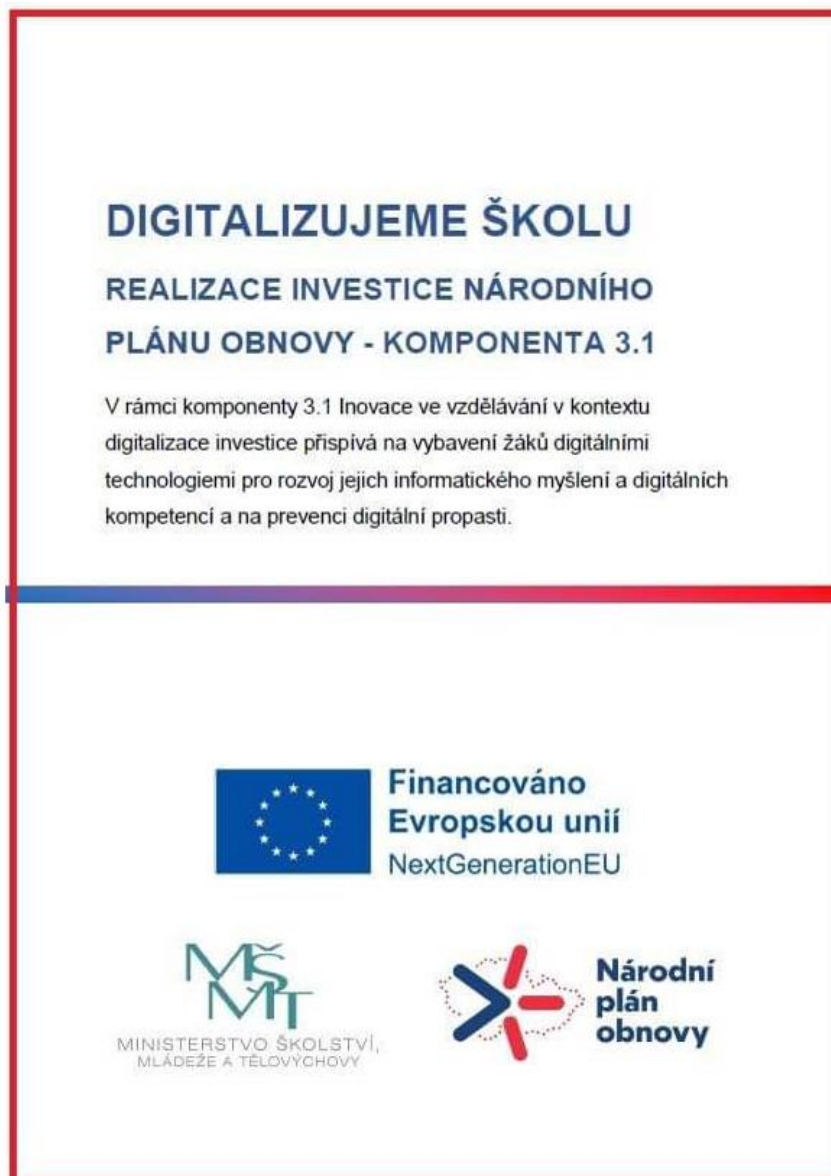 DIGITALIZUJEME ŠKOLU
REALIZACE INVESTICE NÁRODNÍHO
PLÁNU OBNOVY - KOMPONENTA 3.1
V rámci komponenty 3.1 Inovace ve vzdělávání v kontextu
digitalizace investice přispívá na vybavení žáků digitálními
technologiemi pro rozvoj jejich informatického myšlení a digitálních
kompetencí a na prevenci digitální propasti.
Financováno
Evropskou unií
NextGenerationEU
MŠ
MT
MINISTERSTVO ŠKOLSTVÍ,
MLÁDEŽE A TĚLOVÝCHOVY
Národní
plán
obnovy